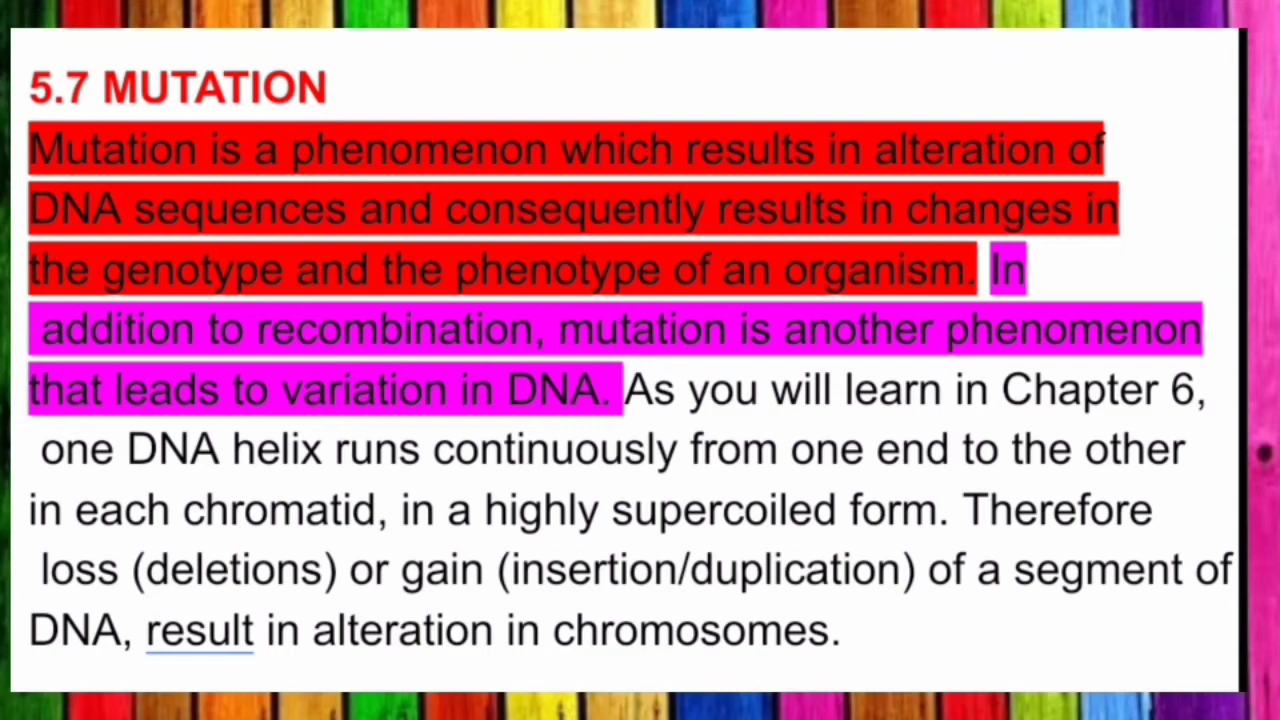 5.7 MUTATION
Mutation is a phenomenon which results in alteration of
DNA sequences and consequently results in changes in
the genotype and the phenotype of an organism. In
addition to recombination, mutation is another phenomenon
that leads to variation in DNA. As you will learn in Chapter 6,
one DNA helix runs continuously from one end to the other
in each chromatid, in a highly supercoiled form. Therefore
loss (deletions) or gain (insertion/duplication) of a segment of
DNA, result in alteration in chromosomes.